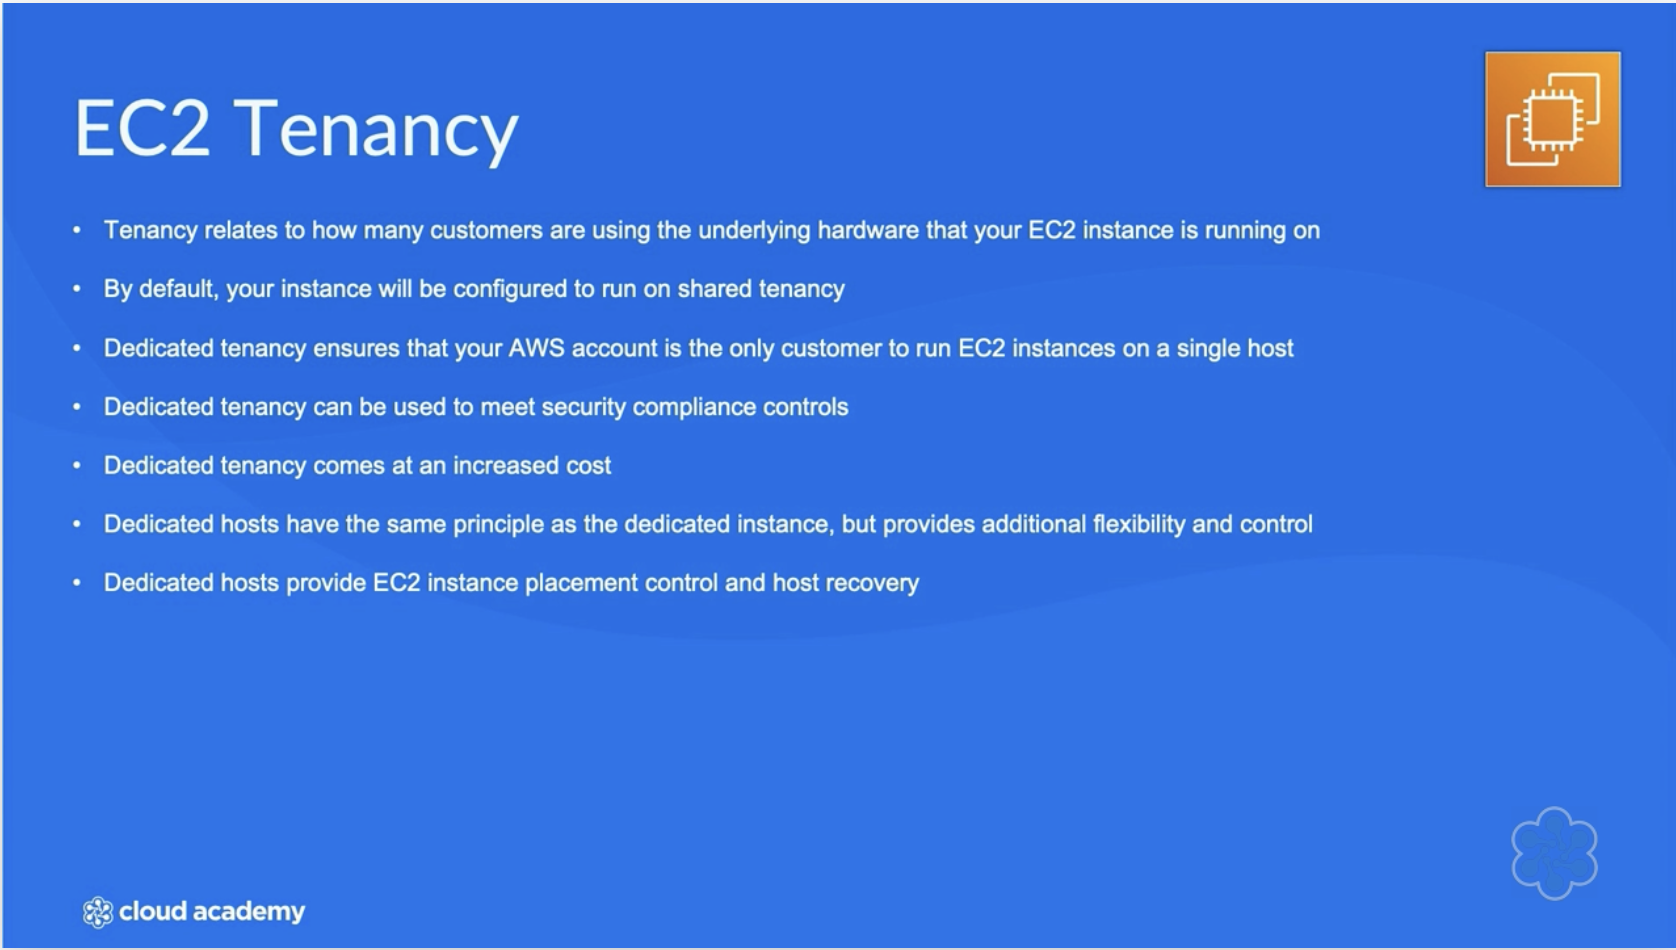 EC2 Tenancy
• Tenancy relates to how many customers are using the underlying hardware that your EC2 instance is running on
• By default, your instance will be configured to run on shared tenancy
• Dedicated tenancy ensures that your AWS account is the only customer to run EC2 instances on a single host
• Dedicated tenancy can be used to meet security compliance controls
• Dedicated tenancy comes at an increased cost
• Dedicated hosts have the same principle as the dedicated instance, but provides additional flexibility and control
• Dedicated hosts provide EC2 instance placement control and host recovery
cloud academy